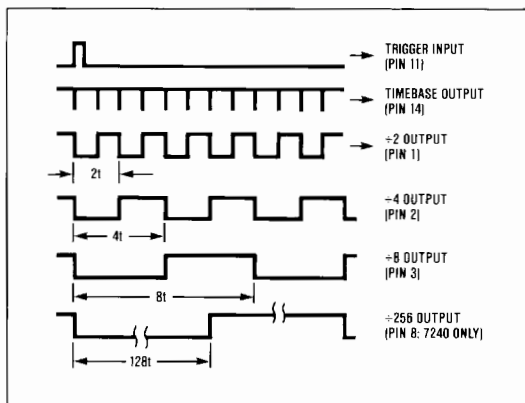 TRIGGER INPUT
(PIN 11)
TIMEBASE OUTPUT
(PIN 14)
÷2 OUTPUT
(PIN 1)
2t
÷4 OUTPUT
(PIN 2)
4t
÷8 OUTPUT
(PIN 3)
8t
÷256 OUTPUT
(PIN 8; 7240 ONLY)
128t